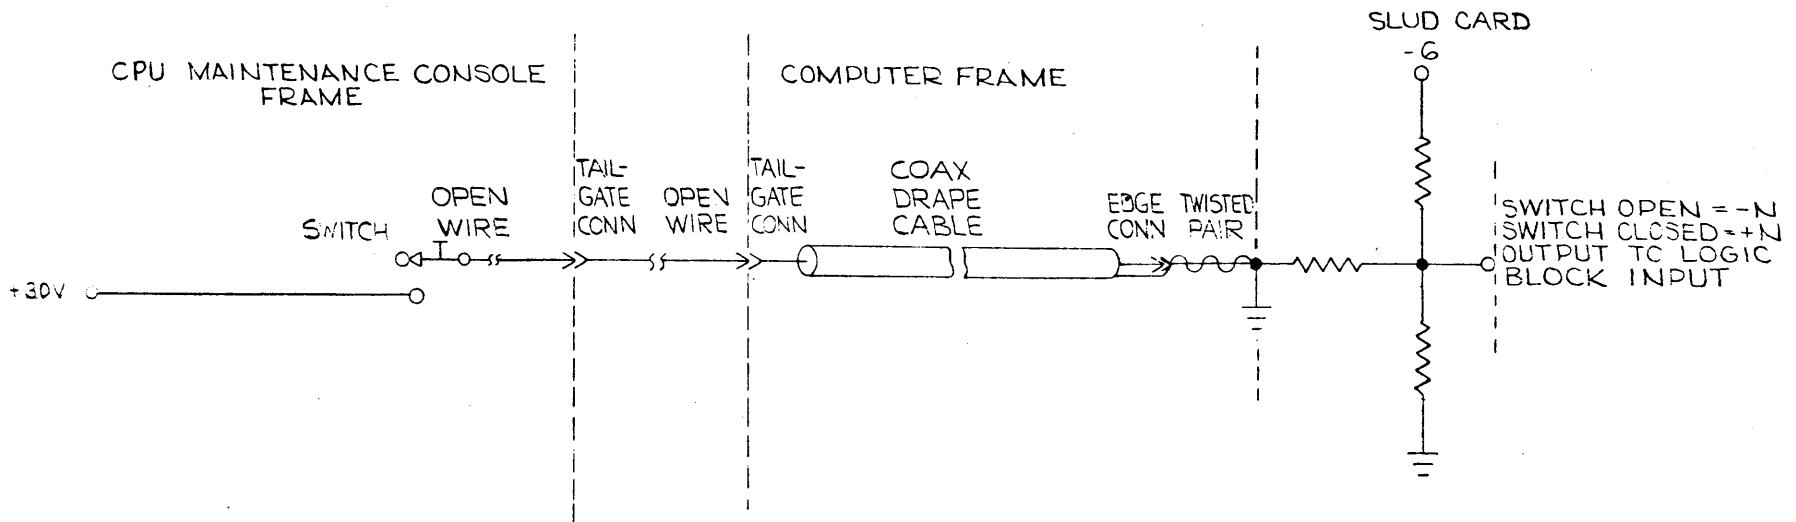 SLUD CARD
-6
CPU MAINTENANCE CONSOLE
FRAME
COMPUTER FRAME
TAIL-
GATE
CONN
TAIL-
GATE
CONN
COAX
DRAPE
CABLE
OPEN
WIRE
OPEN
WIRE
EDGE
CONN
TWISTED
PAIR
SWITCH
SWITCH OPEN = -N
SWITCH CLOSED = +N
OUTPUT TO LOGIC
BLOCK INPUT
+30V